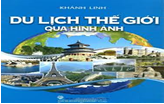 KHÁNH LINH
DU LỊCH THẾ GIỚI
QUA HÌNH ẢNH